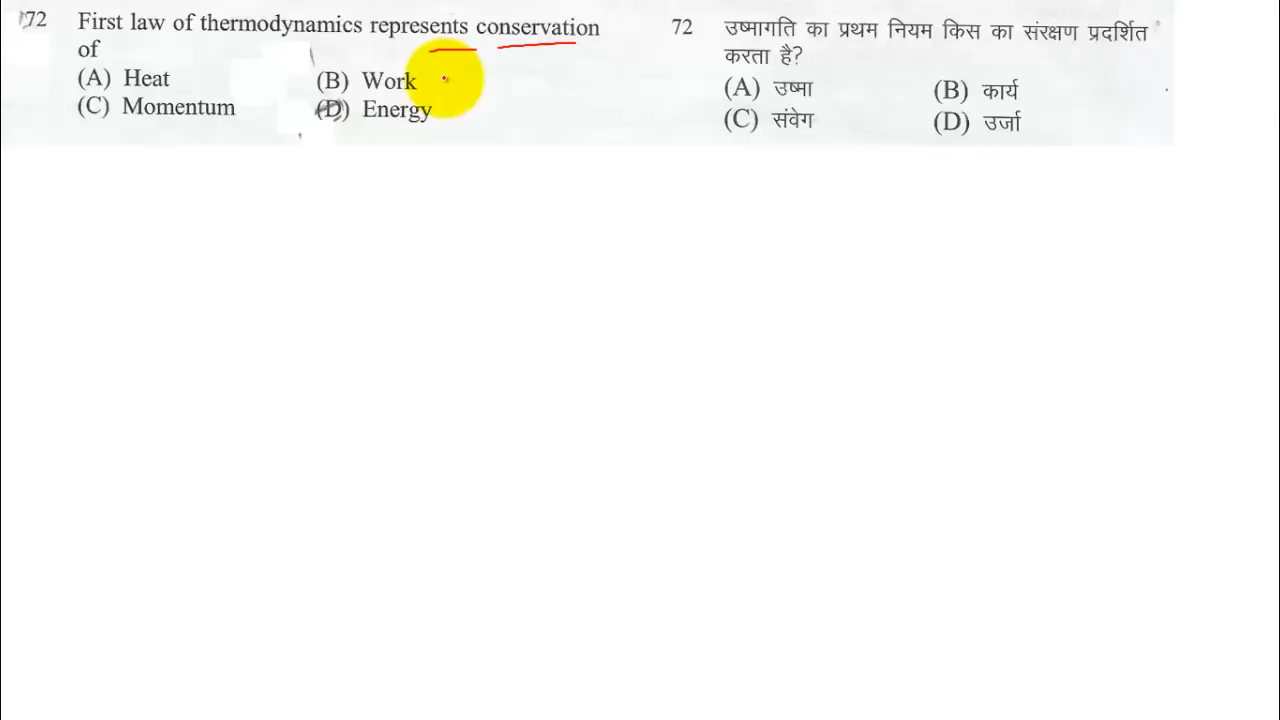 72 First law of thermodynamics represents conservation
of
(A) Heat (B) Work
(C) Momentum (D) Energy
72 उष्मागति का प्रथम नियम किस का संरक्षण प्रदर्शित
करता है?
(A) उष्मा (B) कार्य
(C) संवेग (D) उर्जा